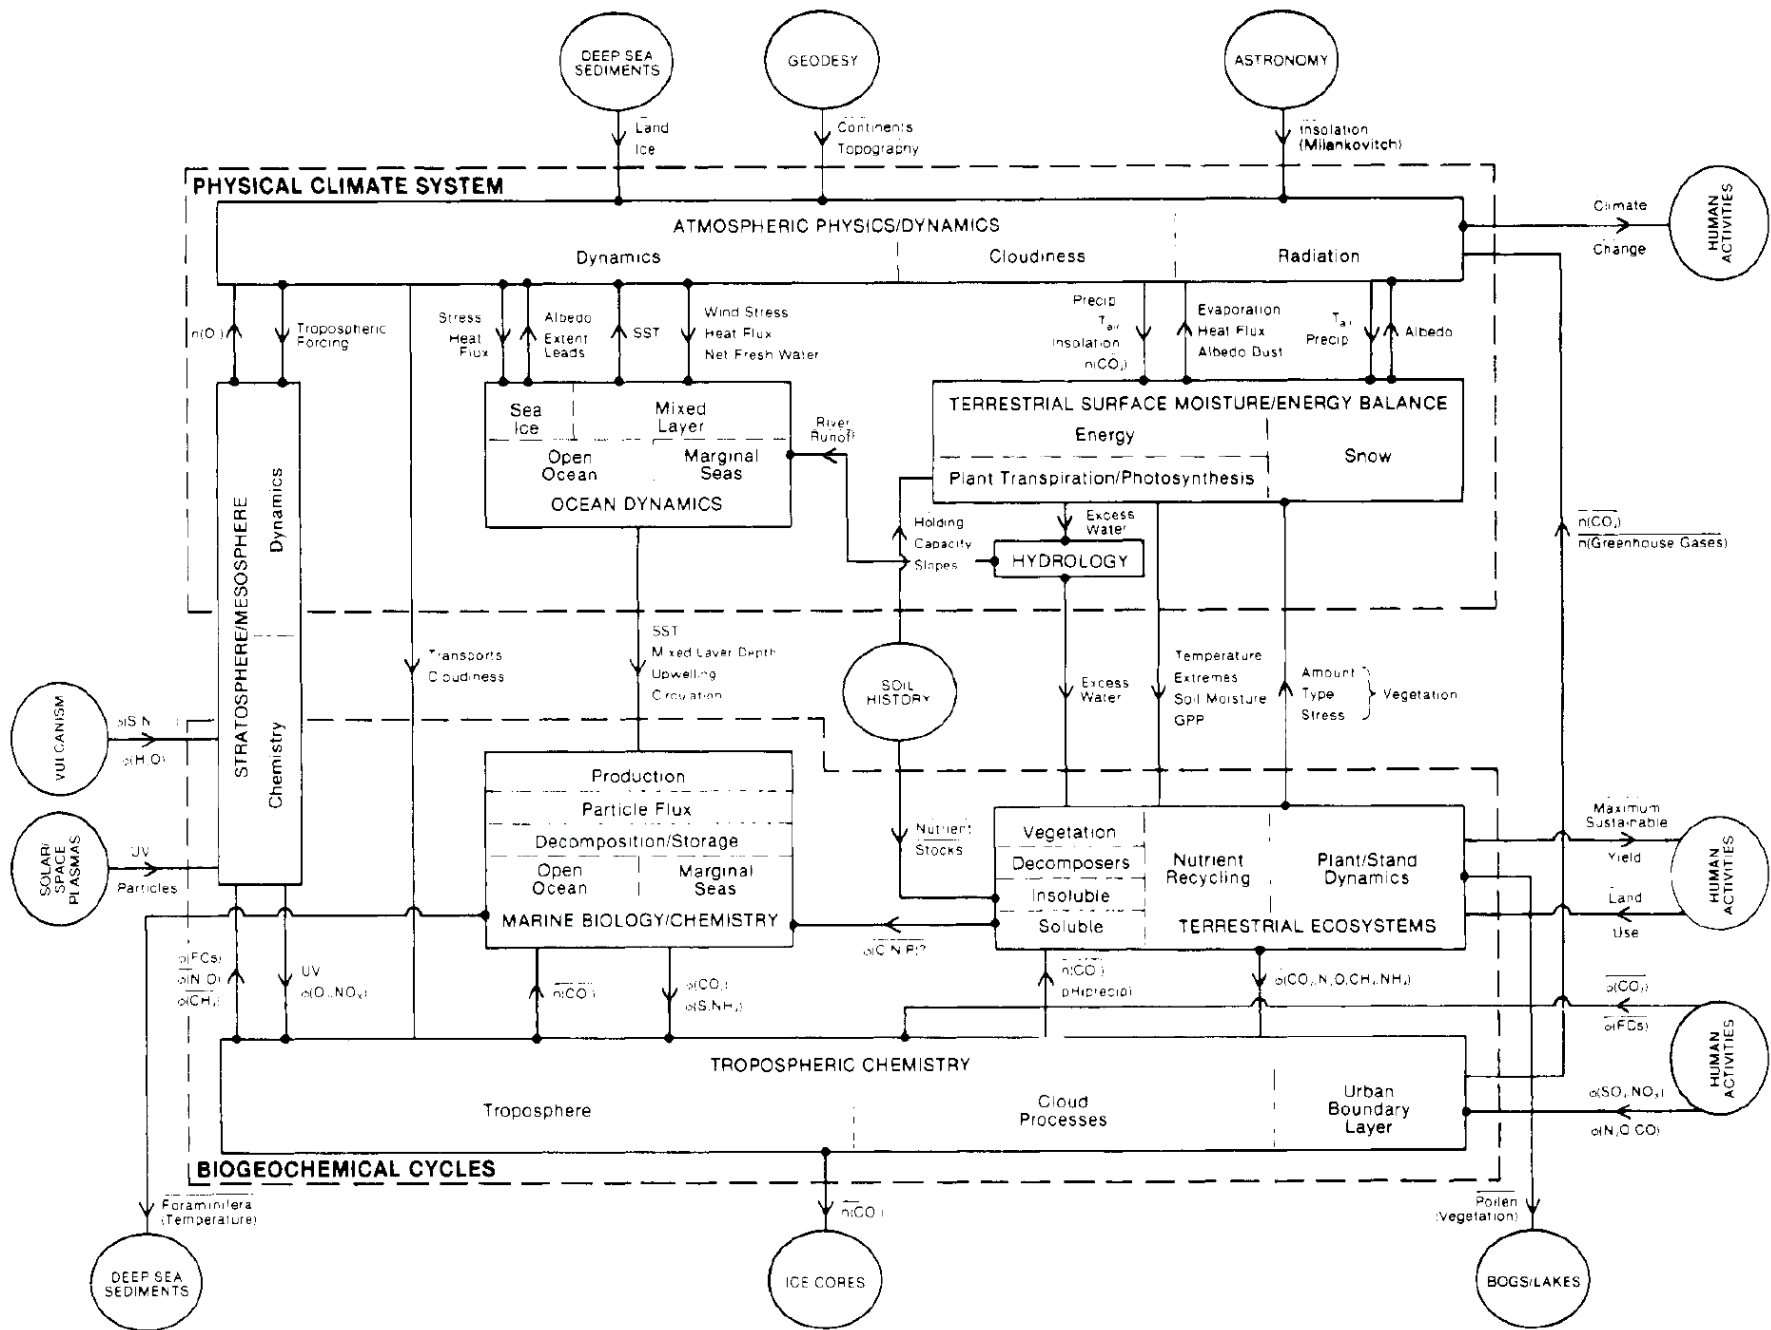 DEEP SEA
SEDIMENTS
GEODESY
ASTRONOMY
Land
Ice
Continents
Topography
Insolation
(Milankovitch)
PHYSICAL CLIMATE SYSTEM
ATMOSPHERIC PHYSICS/DYNAMICS
Dynamics
Cloudiness
Radiation
Climate
Change
HUMAN
ACTIVITIES
Tropospheric
Forcing
Stress
Heat
Flux
Albedo
Extent
Leads
SST
Wind Stress
Heat Flux
Net Fresh Water
Precip
Tair
Insolation
n(CO₂)
Evaporation
Heat Flux
Albedo Dust
Tair
Precip
Albedo
STRATOSPHERE/MESOSPHERE
Dynamics
Chemistry
Sea
Ice
Mixed
Layer
Open
Ocean
Marginal
Seas
OCEAN DYNAMICS
River
Runoff
TERRESTRIAL SURFACE MOISTURE/ENERGY BALANCE
Energy
Snow
Plant Transpiration/Photosynthesis
Holding
Capacity
Slopes
Excess
Water
HYDROLOGY
n(CO₂)
n(Greenhouse Gases)
Transports
Cloudiness
SST
Mixed Layer Depth
Upwelling
Circulation
SOIL
HISTORY
Excess
Water
Temperature
Extremes
Soil Moisture
GPP
Amount
Type
Stress
Vegetation
VULCANISM
SOLAR/
SPACE
PLASMAS
UV
Particles
Production
Particle Flux
Decomposition/Storage
Open
Ocean
Marginal
Seas
MARINE BIOLOGY/CHEMISTRY
Nutrient
Stocks
Vegetation
Decomposers
Insoluble
Soluble
Nutrient
Recycling
Plant/Stand
Dynamics
TERRESTRIAL ECOSYSTEMS
Maximum
Sustainable
Yield
Land
Use
HUMAN
ACTIVITIES
UV
pH(precip)
TROPOSPHERIC CHEMISTRY
Troposphere
Cloud
Processes
Urban
Boundary
Layer
HUMAN
ACTIVITIES
BIOGEOCHEMICAL CYCLES
Foraminifera
(Temperature)
DEEP SEA
SEDIMENTS
ICE CORES
Pollen
(Vegetation)
BOGS/LAKES